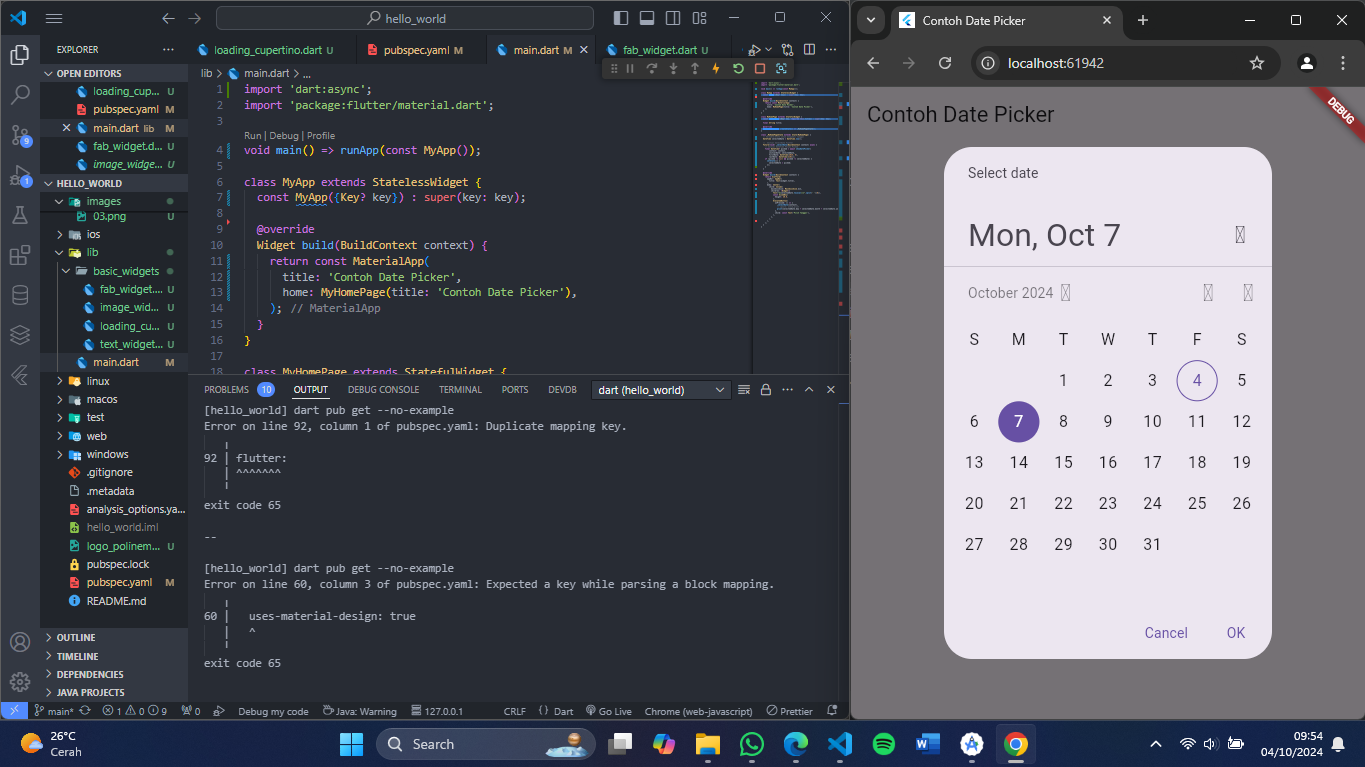 hello_world
EXPLORER
OPEN EDITORS
loading_cup... U
pubspec.yaml M
main.dart lib M
fab_widget.d... U
image_widge... U
HELLO_WORLD
images
03.png U
ios
lib
basic_widgets
fab_widget.... U
image_wid... U
loading_cu... U
text_widget... U
main.dart M
linux
macos
test
web
windows
.gitignore
.metadata
analysis_options.ya...
hello_world.iml
logo_polinem... U
pubspec.lock
pubspec.yaml M
README.md
OUTLINE
TIMELINE
DEPENDENCIES
JAVA PROJECTS
9
1
loading_cupertino.dart U
pubspec.yaml M
main.dart M
fab_widget.dart U
lib > main.dart > ...
1 import 'dart:async';
2 import 'package:flutter/material.dart';
3
Run | Debug | Profile
4 void main() => runApp(const MyApp());
5
6 class MyApp extends StatelessWidget {
7 const MyApp({Key? key}) : super(key: key);
8
9 @override
10 Widget build(BuildContext context) {
11 return const MaterialApp(
12 title: 'Contoh Date Picker',
13 home: MyHomePage(title: 'Contoh Date Picker'),
14 ); // MaterialApp
15 }
16 }
17
18 class MyHomePage extends StatefulWidget {
PROBLEMS 10 OUTPUT DEBUG CONSOLE TERMINAL PORTS DEVDB dart (hello_world)
[hello_world] dart pub get --no-example
Error on line 92, column 1 of pubspec.yaml: Duplicate mapping key.
92 | flutter:
| ^^^^^^^
exit code 65
--
[hello_world] dart pub get --no-example
Error on line 60, column 3 of pubspec.yaml: Expected a key while parsing a block mapping.
60 | uses-material-design: true
| ^
exit code 65
main* 1 0 9 0 Debug my code Java: Warning 127.0.0.1 CRLF {} Dart Go Live Chrome (web-javascript) Prettier
Contoh Date Picker
localhost:61942
Contoh Date Picker
DEBUG
Select date
Mon, Oct 7
October 2024
S M T W T F S
1 2 3 4 5
6 7 8 9 10 11 12
13 14 15 16 17 18 19
20 21 22 23 24 25 26
27 28 29 30 31
Cancel OK
26°C
Cerah
Search
09:54
04/10/2024